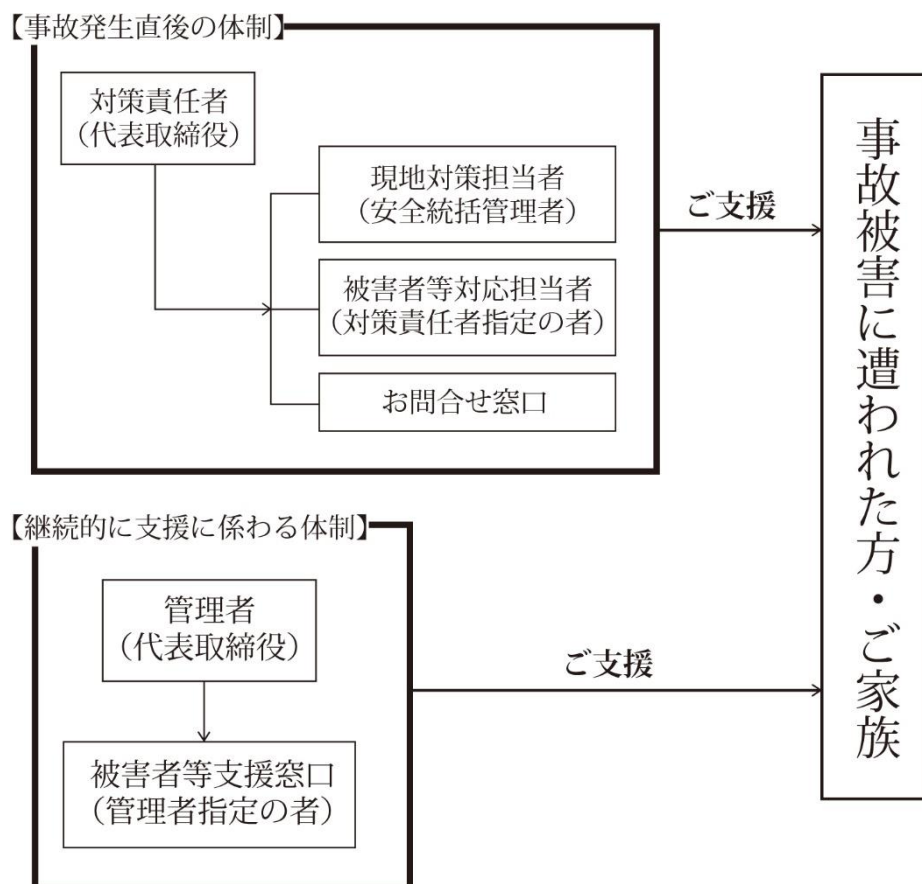 【事故発生直後の体制】
対策責任者
（代表取締役）
現地対策担当者
（安全統括管理者）
被害者等対応担当者
（対策責任者指定の者）
お問合せ窓口
ご支援
【継続的に支援に係わる体制】
管理者
（代表取締役）
被害者等支援窓口
（管理者指定の者）
ご支援
事故被害に遭われた方・ご家族